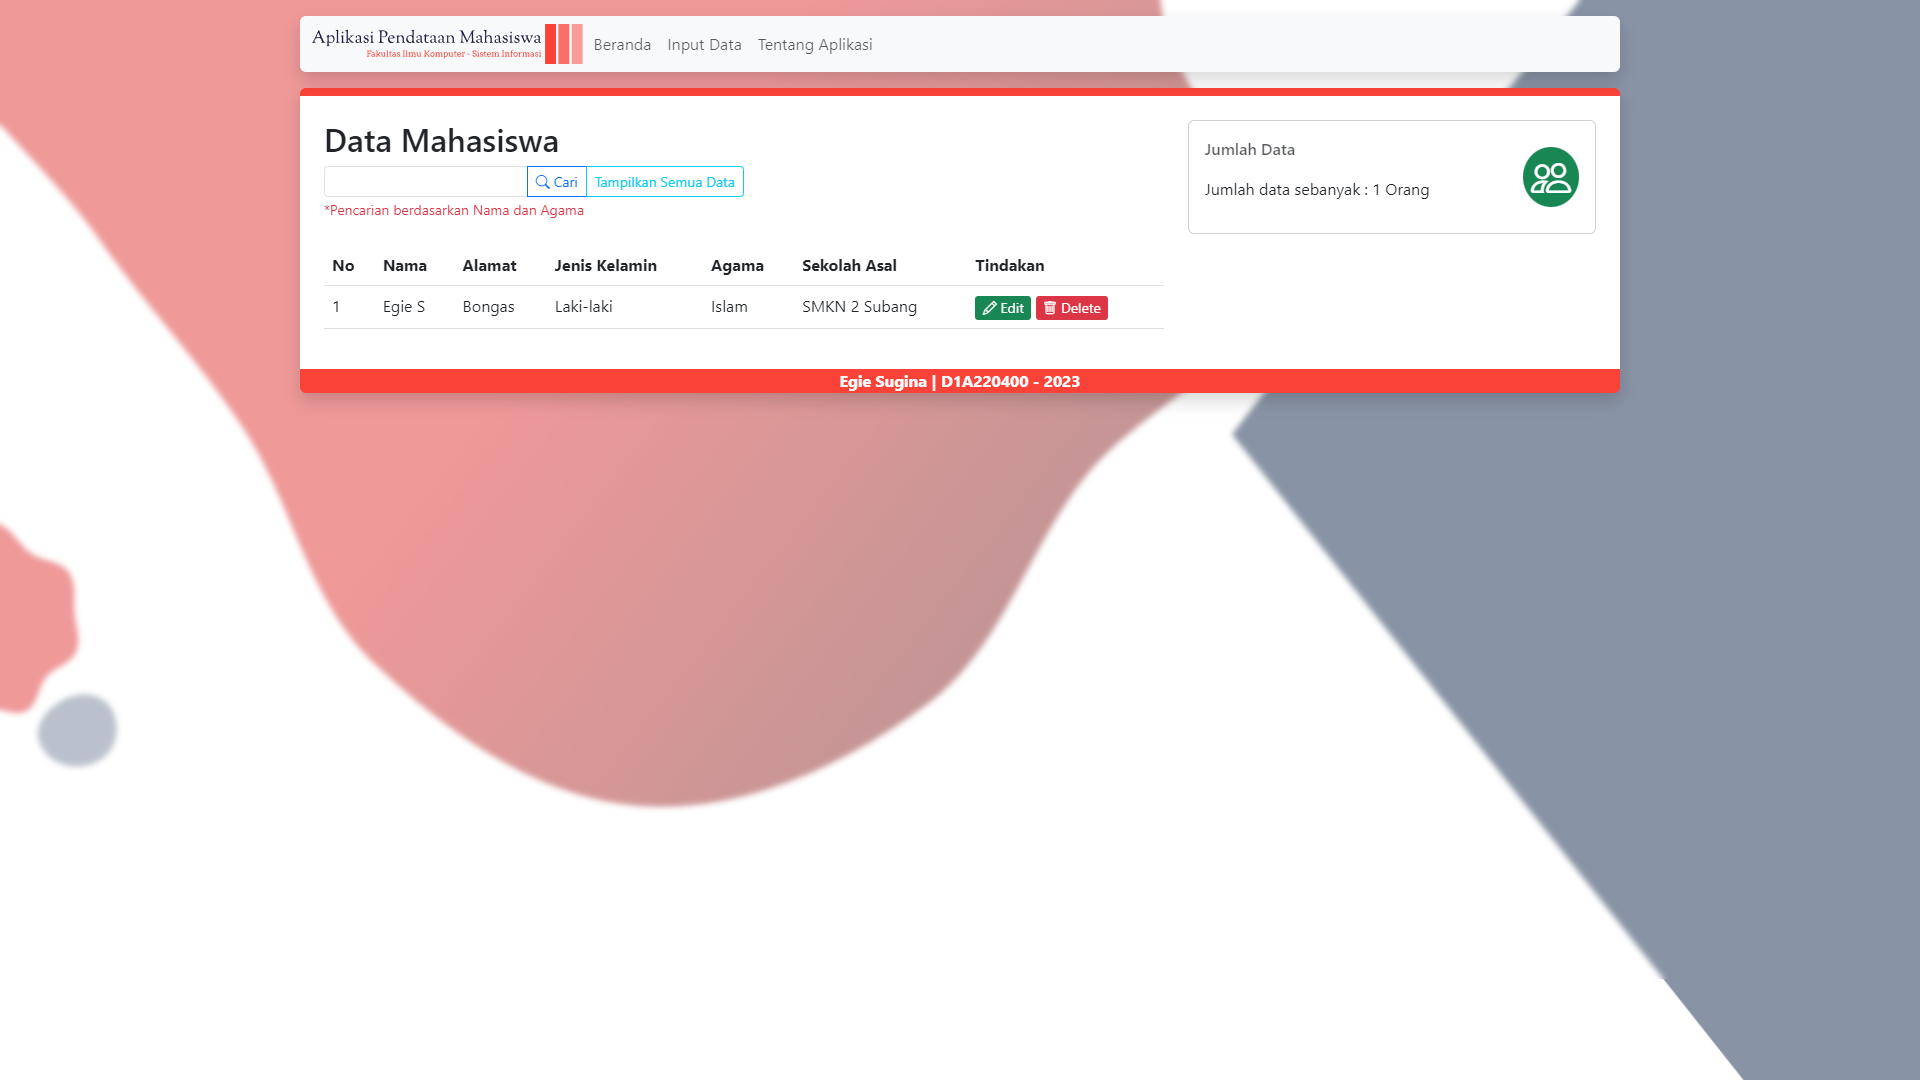 Aplikasi Pendataan Mahasiswa
Fakultas Ilmu Komputer - Sistem Informasi
Beranda Input Data Tentang Aplikasi
Data Mahasiswa
Cari Tampilkan Semua Data
*Pencarian berdasarkan Nama dan Agama
Jumlah Data
Jumlah data sebanyak : 1 Orang
No Nama Alamat Jenis Kelamin Agama Sekolah Asal Tindakan
1 Egie S Bongas Laki-laki Islam SMKN 2 Subang Edit Delete
Egie Sugina | D1A220400 - 2023